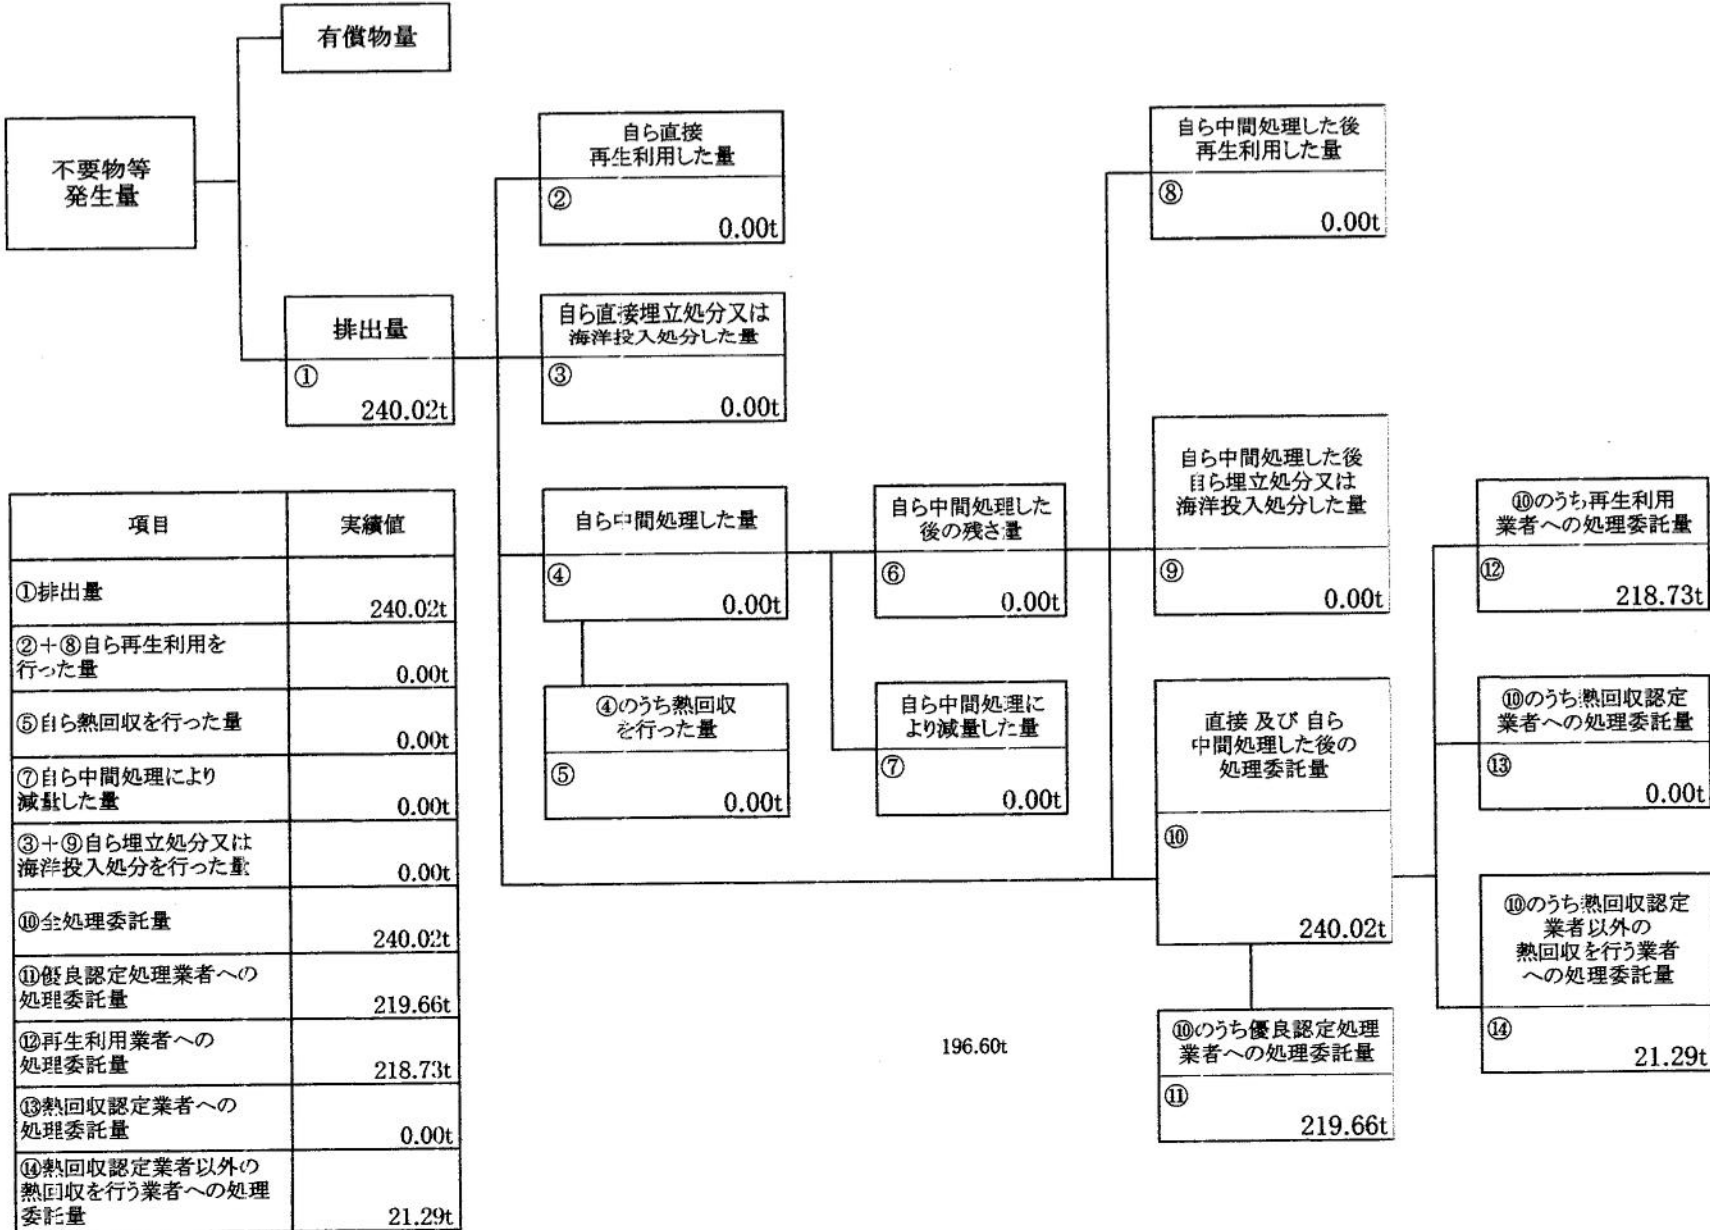 有償物量
不要物等
発生量
自ら直接
再生利用した量
②
0.00t
自ら中間処理した後
再生利用した量
⑧
0.00t
排出量
①
240.02t
自ら直接埋立処分又は
海洋投入処分した量
③
0.00t
自ら中間処理した量
④
0.00t
自ら中間処理した
後の残さ量
⑥
0.00t
自ら中間処理した後
自ら埋立処分又は
海洋投入処分した量
⑨
0.00t
⑩のうち再生利用
業者への処理委託量
⑫
218.73t
④のうち熱回収
を行った量
⑤
0.00t
自ら中間処理に
より減量した量
⑦
0.00t
直接 及び 自ら
中間処理した後の
処理委託量
⑩
240.02t
⑩のうち熱回収認定
業者への処理委託量
⑬
0.00t
⑩のうち熱回収認定
業者以外の
熱回収を行う業者
への処理委託量
⑭
21.29t
196.60t
⑩のうち優良認定処理
業者への処理委託量
⑪
219.66t
項目 実績値
①排出量
240.02t
②+⑧自ら再生利用を
行った量
0.00t
⑤自ら熱回収を行った量
0.00t
⑦自ら中間処理により
減量した量
0.00t
③+⑨自ら埋立処分又は
海洋投入処分を行った量
0.00t
⑩全処理委託量
240.02t
⑪優良認定処理業者への
処理委託量
219.66t
⑫再生利用業者への
処理委託量
218.73t
⑬熱回収認定業者への
処理委託量
0.00t
⑭熱回収認定業者以外の
熱回収を行う業者への処理
委託量
21.29t